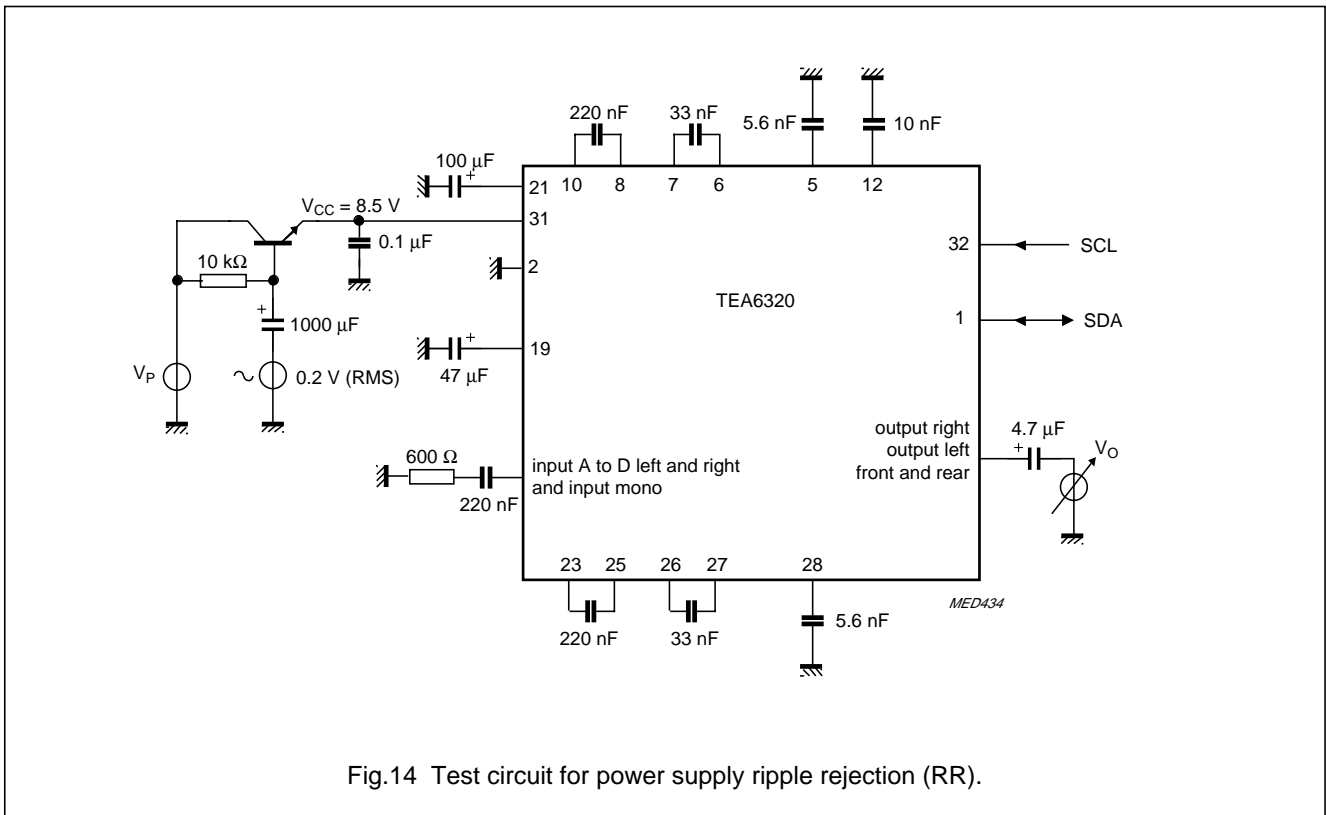 220 nF
33 nF
5.6 nF
10 nF
100 μF
+
21
10
8
7
6
5
12
V_CC = 8.5 V
31
0.1 μF
32
SCL
10 kΩ
2
TEA6320
+
1000 μF
1
SDA
+
19
47 μF
V_P
0.2 V (RMS)
output right
output left
front and rear
4.7 μF
+
V_O
600 Ω
220 nF
input A to D left and right
and input mono
23
25
26
27
28
MED434
220 nF
33 nF
5.6 nF
Fig.14 Test circuit for power supply ripple rejection (RR).